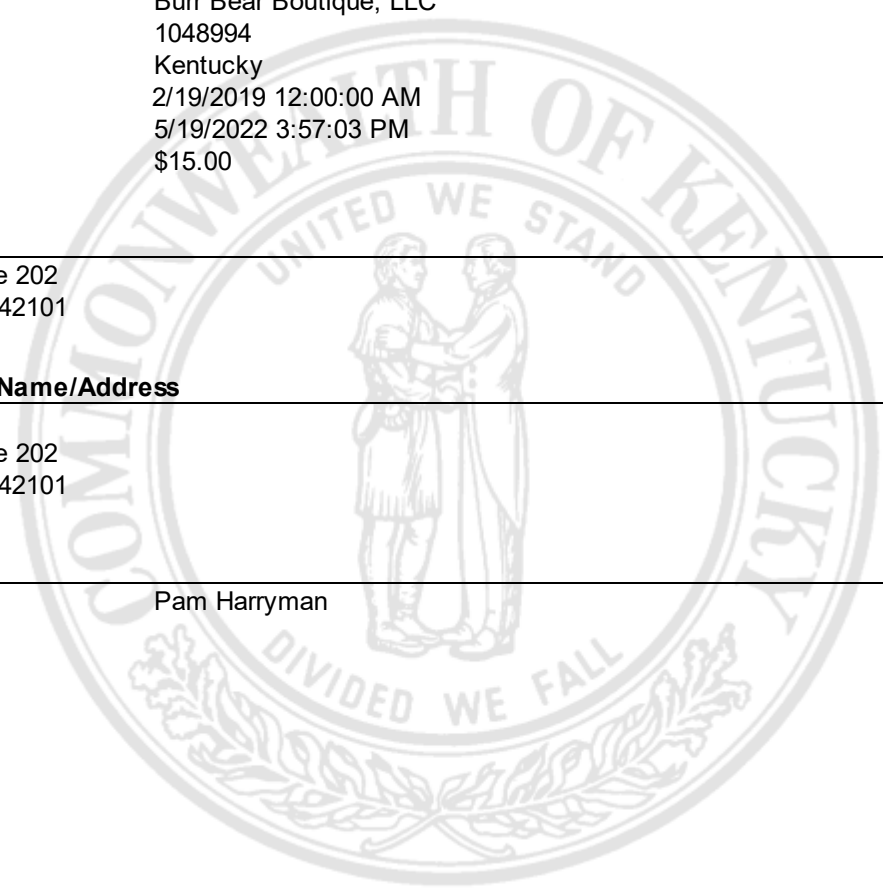 Burr Bear Boutique, LLC
1048994
Kentucky
2/19/2019 12:00:00 AM
5/19/2022 3:57:03 PM
$15.00
e 202
42101
Name/Address
e 202
42101
Pam Harryman
COMMONWEALTH OF KENTUCKY
UNITED WE STAND
DIVIDED WE FALL